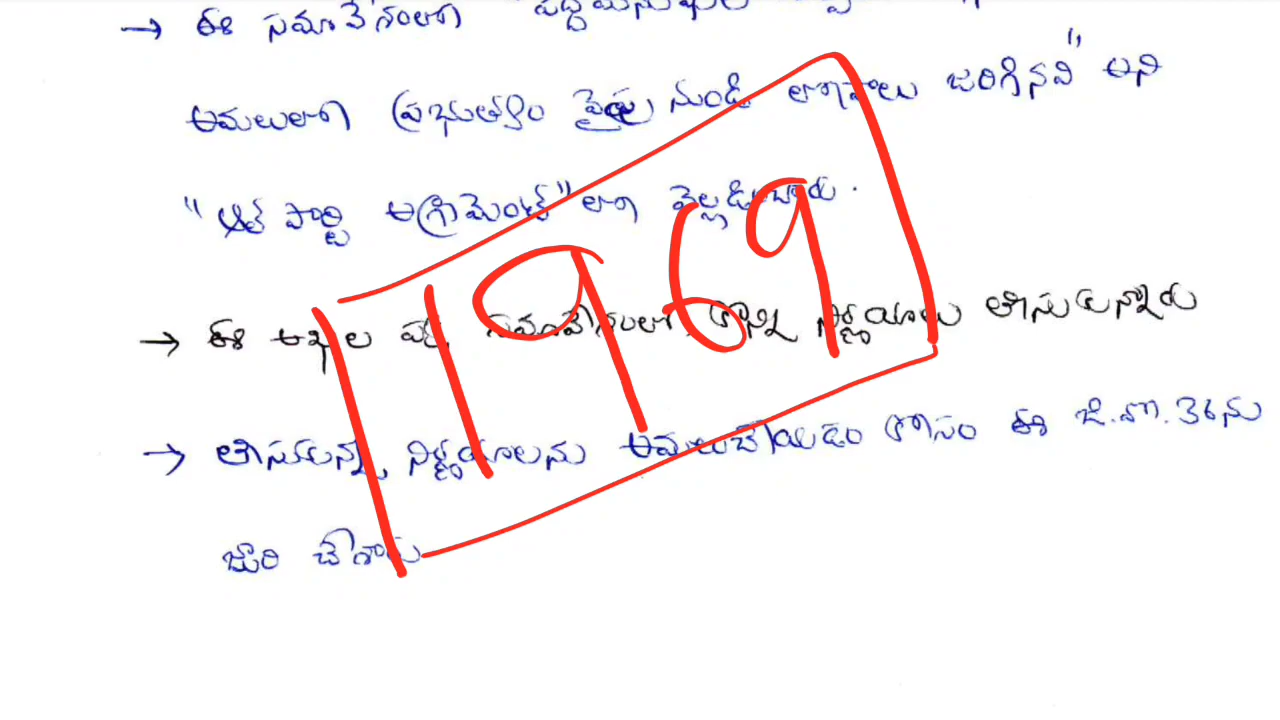 → ఈ సమావేశంలో "పెద్దమనుషుల
అమలులో ప్రభుత్వం వైపు నుండి లోపాలు జరిగినవి" అని
"ఆల్ పార్టి అగ్రిమెంట్" లో వెల్లడించారు.
→ ఈ అఖిల పక్ష సమావేశంలో కొన్ని నిర్ణయాలు తీసుకున్నారు
→ తీసుకున్న నిర్ణయాలను అమలుచేయడం కోసం ఈ జి.నొ.36ను
జారి చేశారు
1969